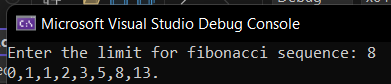 Microsoft Visual Studio Debug Console
Enter the limit for fibonacci sequence: 8
0,1,1,2,3,5,8,13.